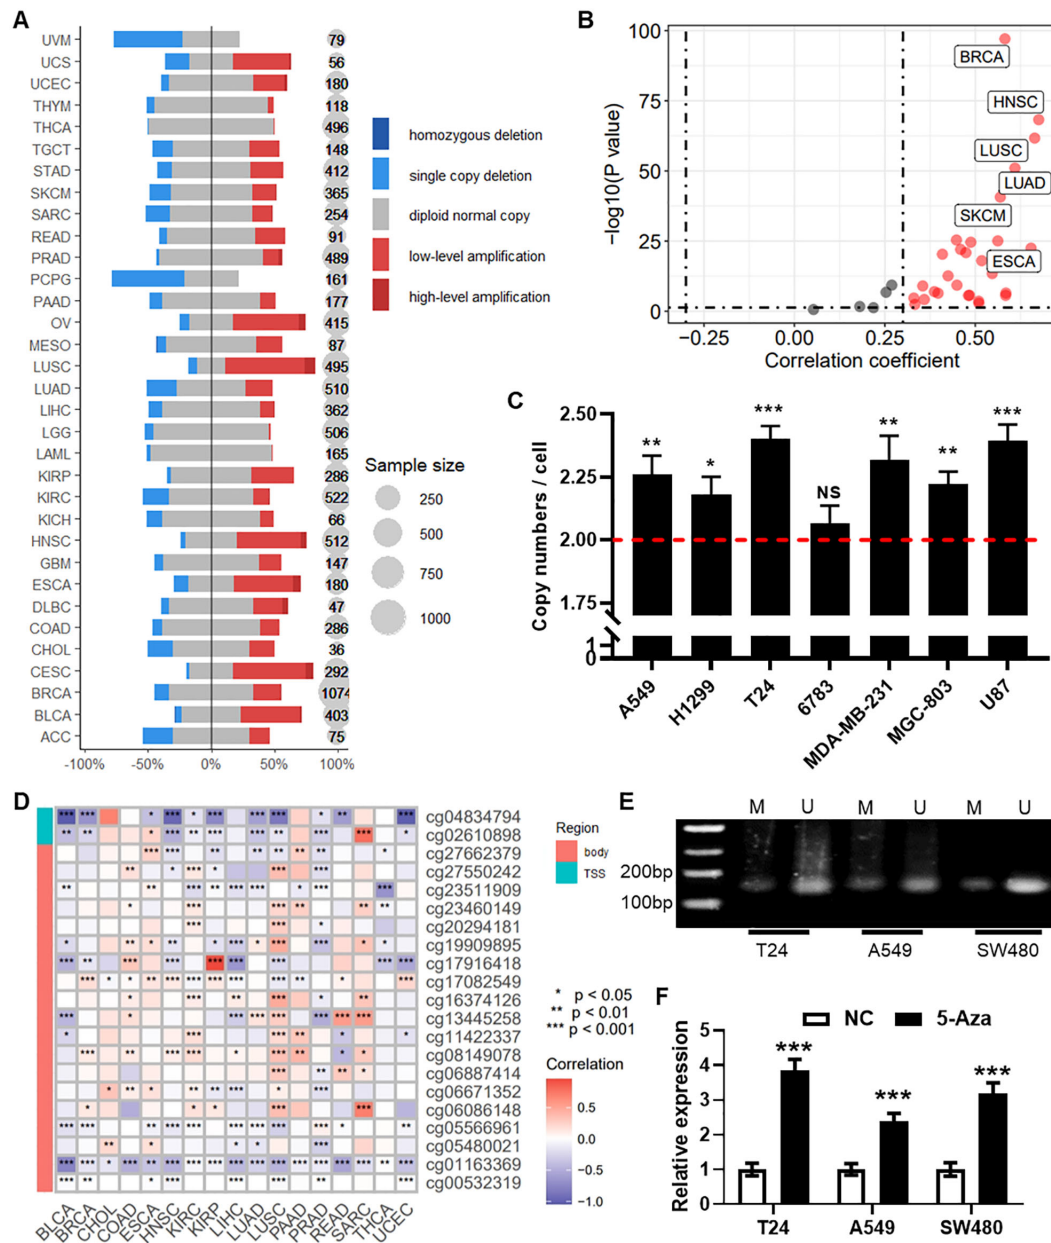 A
UVM 79
UCS 56
UCEC 180
THYM 118
THCA 496
TGCT 148
STAD 412
SKCM 365
SARC 254
READ 91
PRAD 489
PCPG 161
PAAD 177
OV 415
MESO 87
LUSC 495
LUAD 510
LIHC 362
LGG 506
LAML 165
KIRP 286
KIRC 522
KICH 66
HNSC 512
GBM 147
ESCA 180
DLBC 47
COAD 286
CHOL 36
CESC 292
BRCA 1074
BLCA 403
ACC 75
-100% -50% 0% 50% 100%
homozygous deletion
single copy deletion
diploid normal copy
low-level amplification
high-level amplification
Sample size
250
500
750
1000
B
−log10(P value)
100
75
50
25
0
BRCA
HNSC
LUSC
LUAD
SKCM
ESCA
−0.25 0.00 0.25 0.50
Correlation coefficient
C
Copy numbers / cell
2.50
2.25
2.00
1.75
1
0
** * *** NS ** ** ***
A549 H1299 T24 6783 MDA-MB-231 MGC-803 U87
D
cg04834794
cg02610898
cg27662379
cg27550242
cg23511909
cg23460149
cg20294181
cg19909895
cg17916418
cg17082549
cg16374126
cg13445258
cg11422337
cg08149078
cg06887414
cg06671352
cg06086148
cg05566961
cg05480021
cg01163369
cg00532319
BLCA BRCA CHOL COAD ESCA HNSC KIRC KIRP LIHC LUAD LUSC PAAD PRAD READ SARC THCA UCEC
Region
body
TSS
* p < 0.05
** p < 0.01
*** p < 0.001
Correlation
0.5
0.0
−0.5
−1.0
E
M U M U M U
200bp
100bp
T24 A549 SW480
F
NC 5-Aza
Relative expression
5
4
3
2
1
0
*** *** ***
T24 A549 SW480